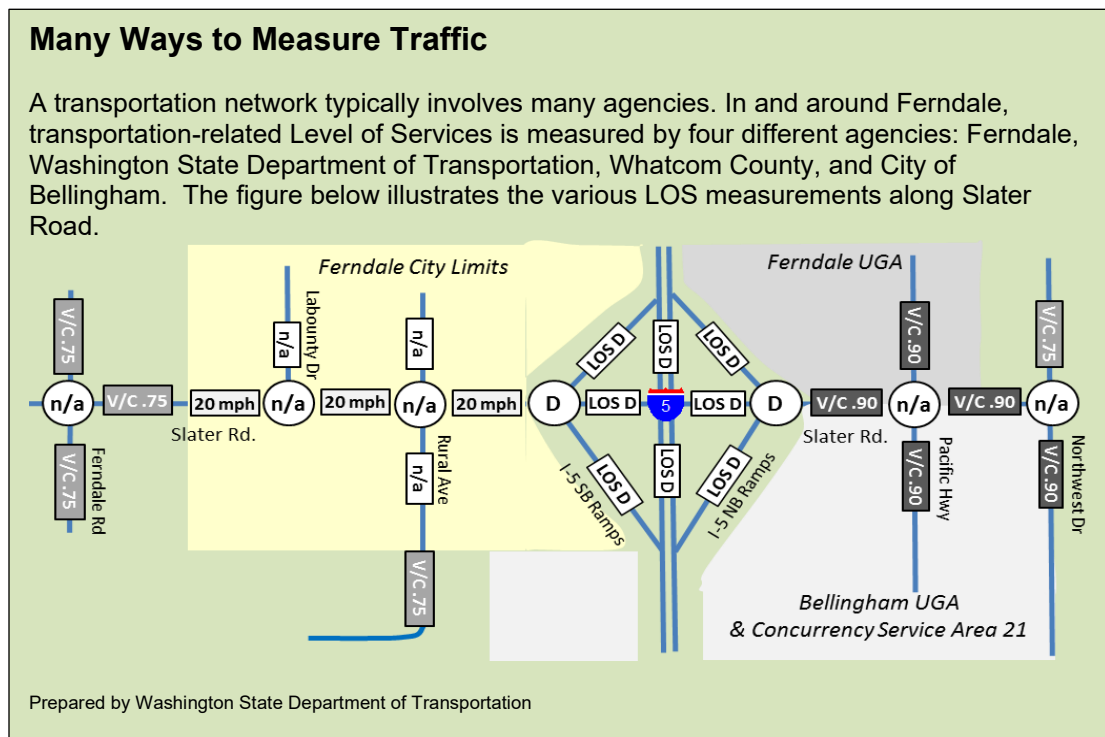 Many Ways to Measure Traffic
A transportation network typically involves many agencies. In and around Ferndale,
transportation-related Level of Services is measured by four different agencies: Ferndale,
Washington State Department of Transportation, Whatcom County, and City of
Bellingham.  The figure below illustrates the various LOS measurements along Slater
Road.
Ferndale City Limits
Ferndale UGA
V/C .75
Labounty Dr
n/a
n/a
LOS D
LOS D
LOS D
V/C .90
V/C .75
n/a
V/C .75
20 mph
n/a
20 mph
n/a
20 mph
D
LOS D
5
LOS D
D
V/C .90
n/a
V/C .90
n/a
Slater Rd.
Slater Rd.
V/C .75
Ferndale Rd
n/a
Rural Ave
LOS D
I-5 SB Ramps
LOS D
LOS D
I-5 NB Ramps
V/C .90
Pacific Hwy
V/C .90
Northwest Dr
V/C .75
Bellingham UGA
& Concurrency Service Area 21
Prepared by Washington State Department of Transportation